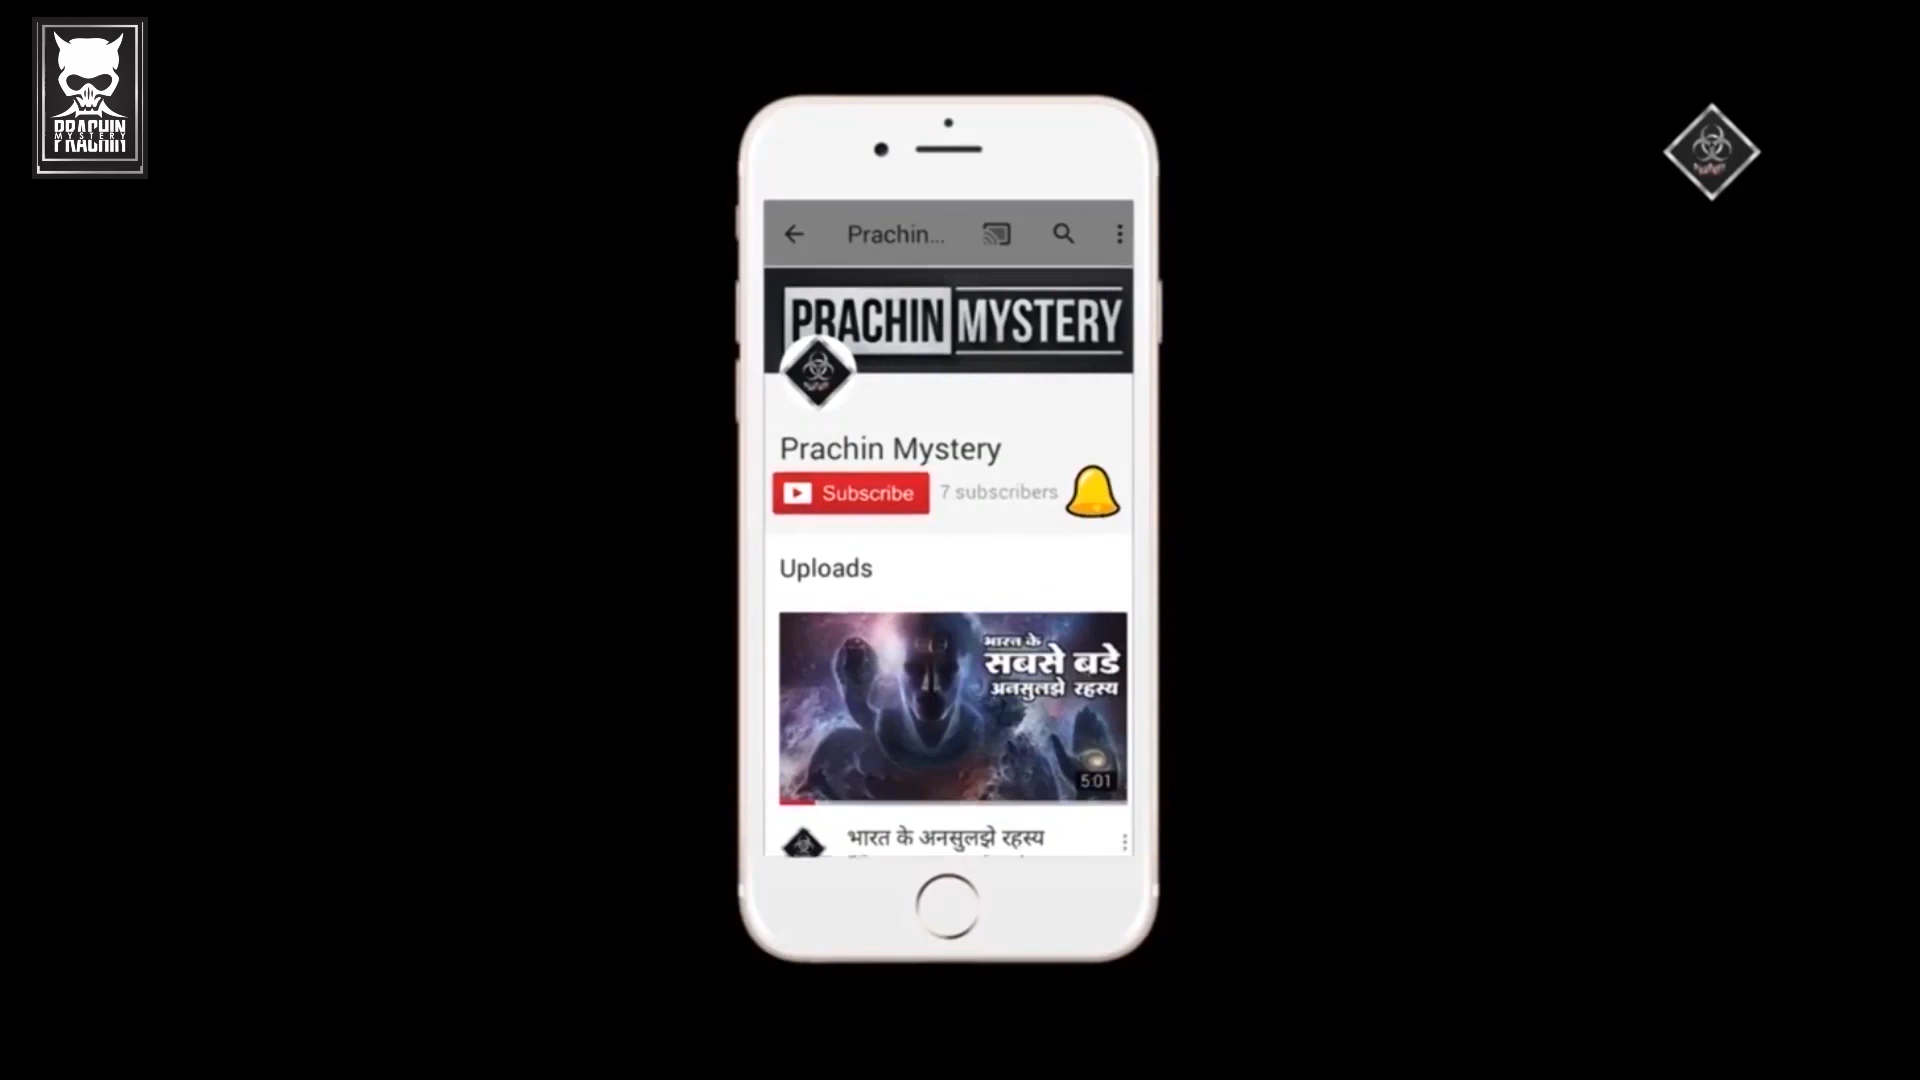 PRACHIN
MYSTERY
PRACHIN
Prachin...
PRACHIN MYSTERY
Prachin Mystery
Subscribe 7 subscribers
Uploads
भारत के
सबसे बडे
अनसुलझे रहस्य
5:01
भारत के अनसुलझे रहस्य